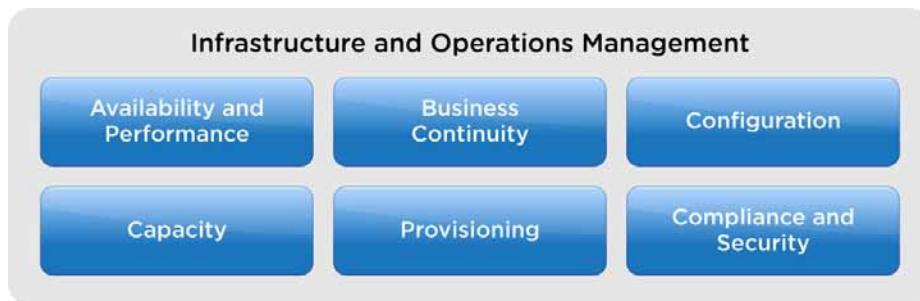 Infrastructure and Operations Management
Availability and
Performance
Business
Continuity
Configuration
Capacity
Provisioning
Compliance and
Security